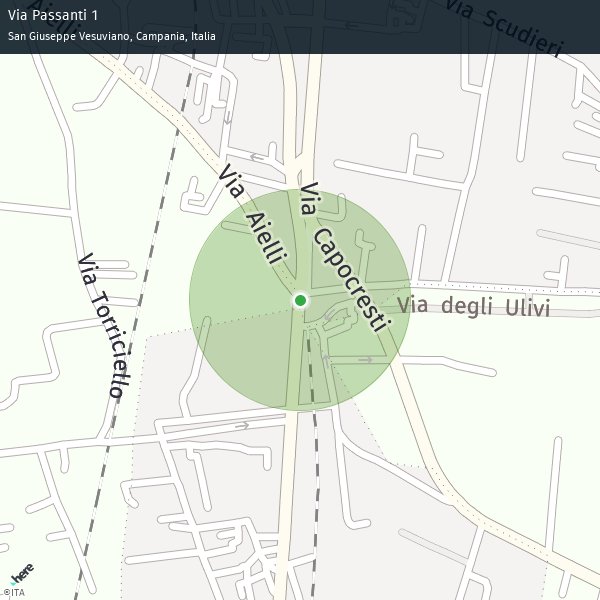 Via Passanti 1
San Giuseppe Vesuviano, Campania, Italia
Aielli
Via Scudieri
Via Aielli
Via Capocresti
Via degli Ulivi
Via Torriciello
here
©ITA